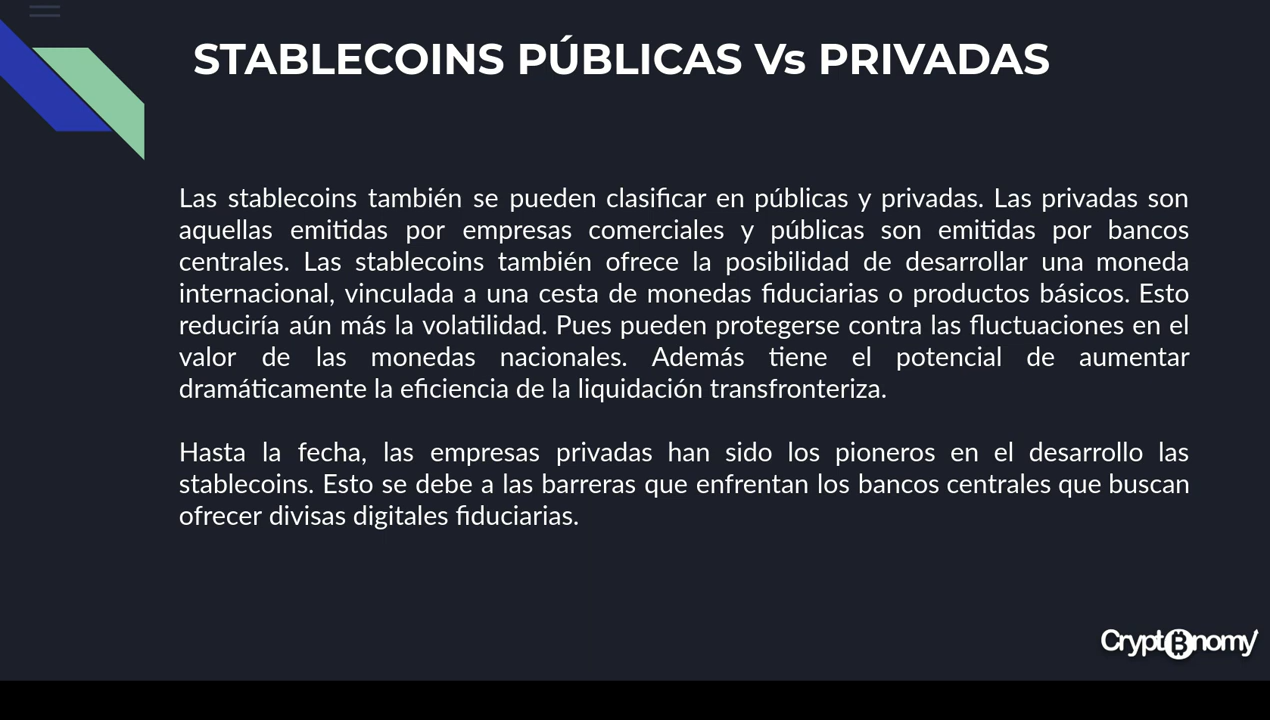 STABLECOINS PÚBLICAS Vs PRIVADAS
Las stablecoins también se pueden clasificar en públicas y privadas. Las privadas son
aquellas emitidas por empresas comerciales y públicas son emitidas por bancos
centrales. Las stablecoins también ofrece la posibilidad de desarrollar una moneda
internacional, vinculada a una cesta de monedas fiduciarias o productos básicos. Esto
reduciría aún más la volatilidad. Pues pueden protegerse contra las fluctuaciones en el
valor de las monedas nacionales. Además tiene el potencial de aumentar
dramáticamente la eficiencia de la liquidación transfronteriza.
Hasta la fecha, las empresas privadas han sido los pioneros en el desarrollo las
stablecoins. Esto se debe a las barreras que enfrentan los bancos centrales que buscan
ofrecer divisas digitales fiduciarias.
Cryptonomy